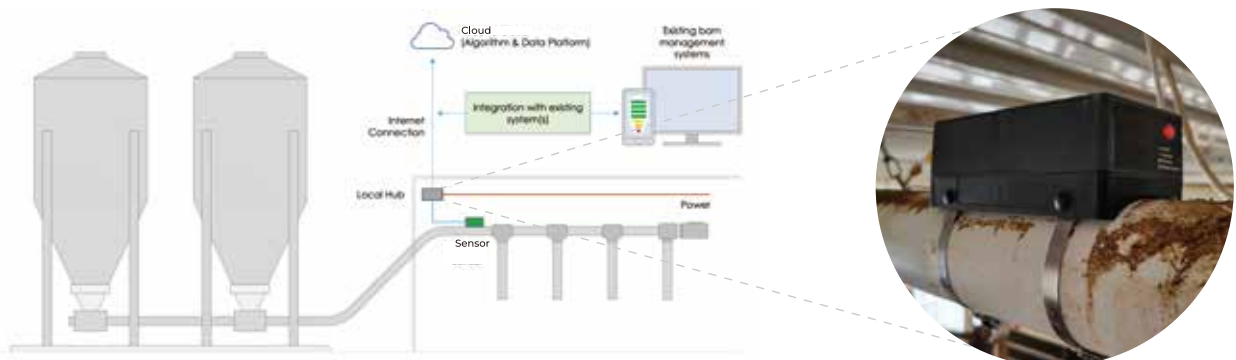 Cloud
(Algorithm & Data Platform)
Existing barn
management
systems
Integration with existing
system(s)
Internet
Connection
Local Hub
Power
Sensor